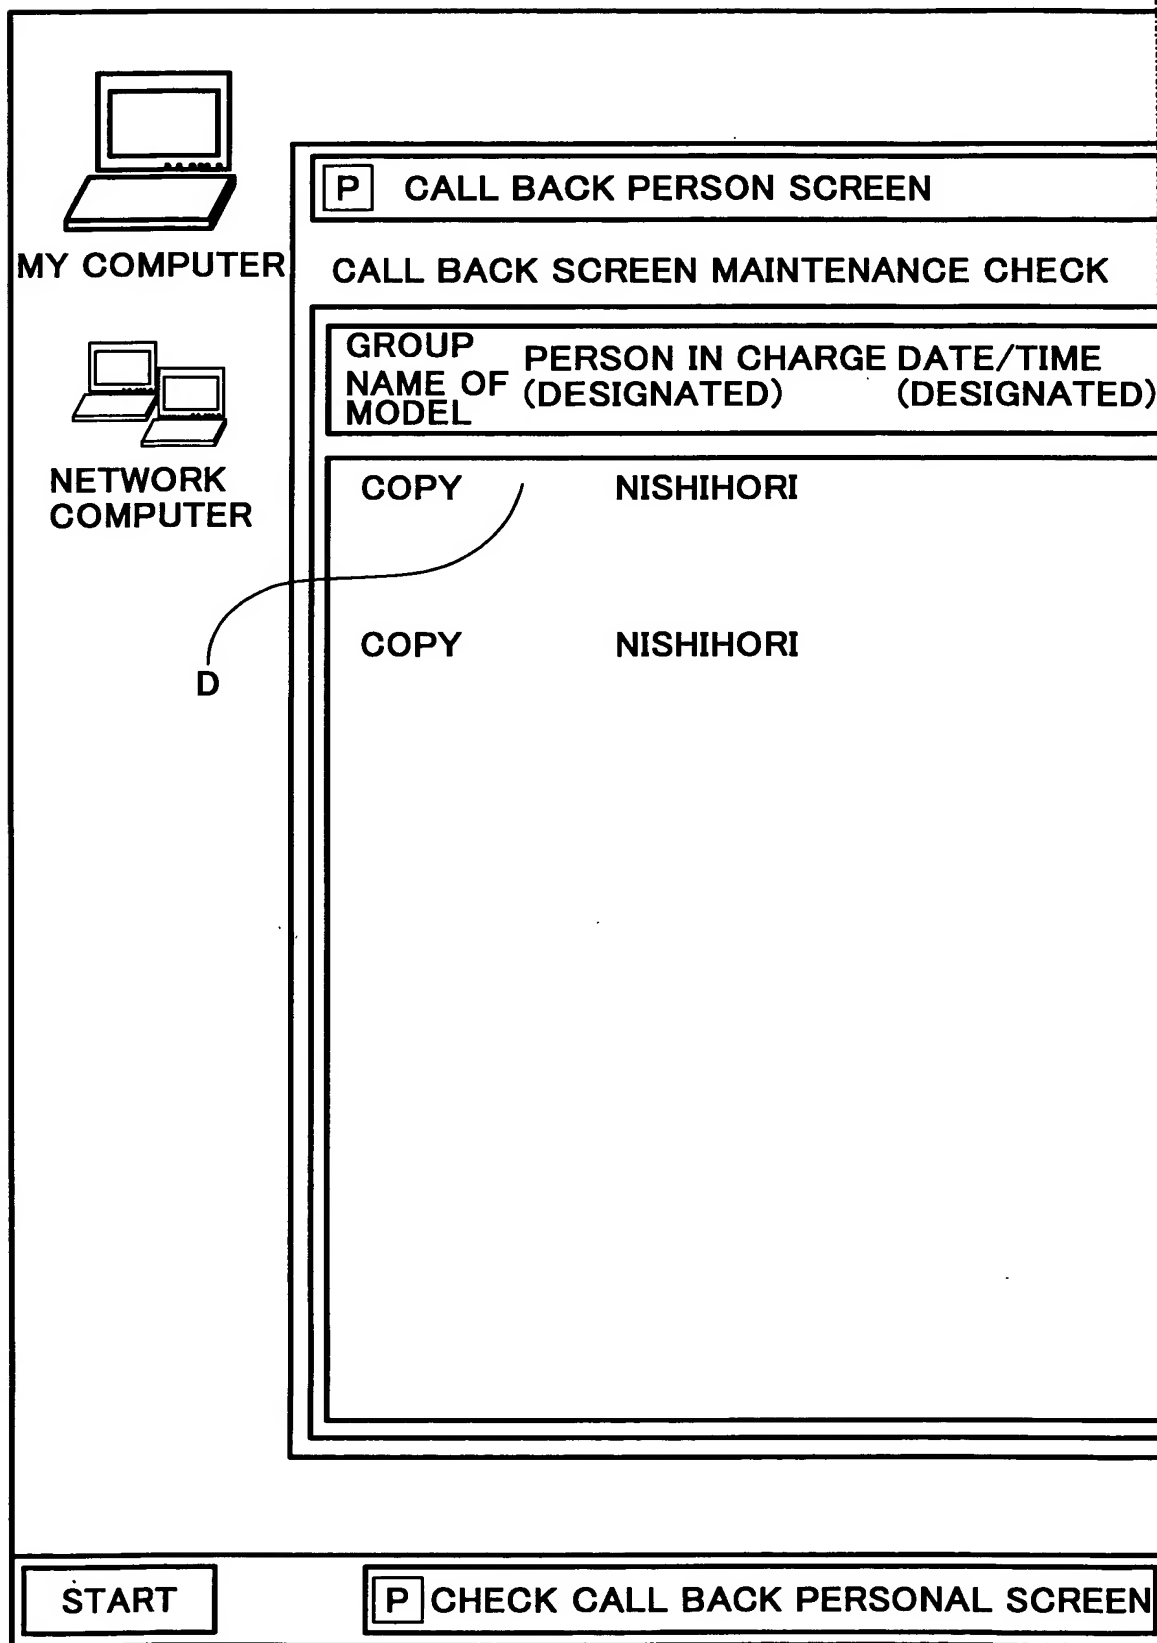 P CALL BACK PERSON SCREEN
MY COMPUTER
CALL BACK SCREEN MAINTENANCE CHECK
GROUP
NAME OF
MODEL
PERSON IN CHARGE
(DESIGNATED)
DATE/TIME
(DESIGNATED)
NETWORK
COMPUTER
COPY NISHIHORI
COPY NISHIHORI
D
START
P CHECK CALL BACK PERSONAL SCREEN